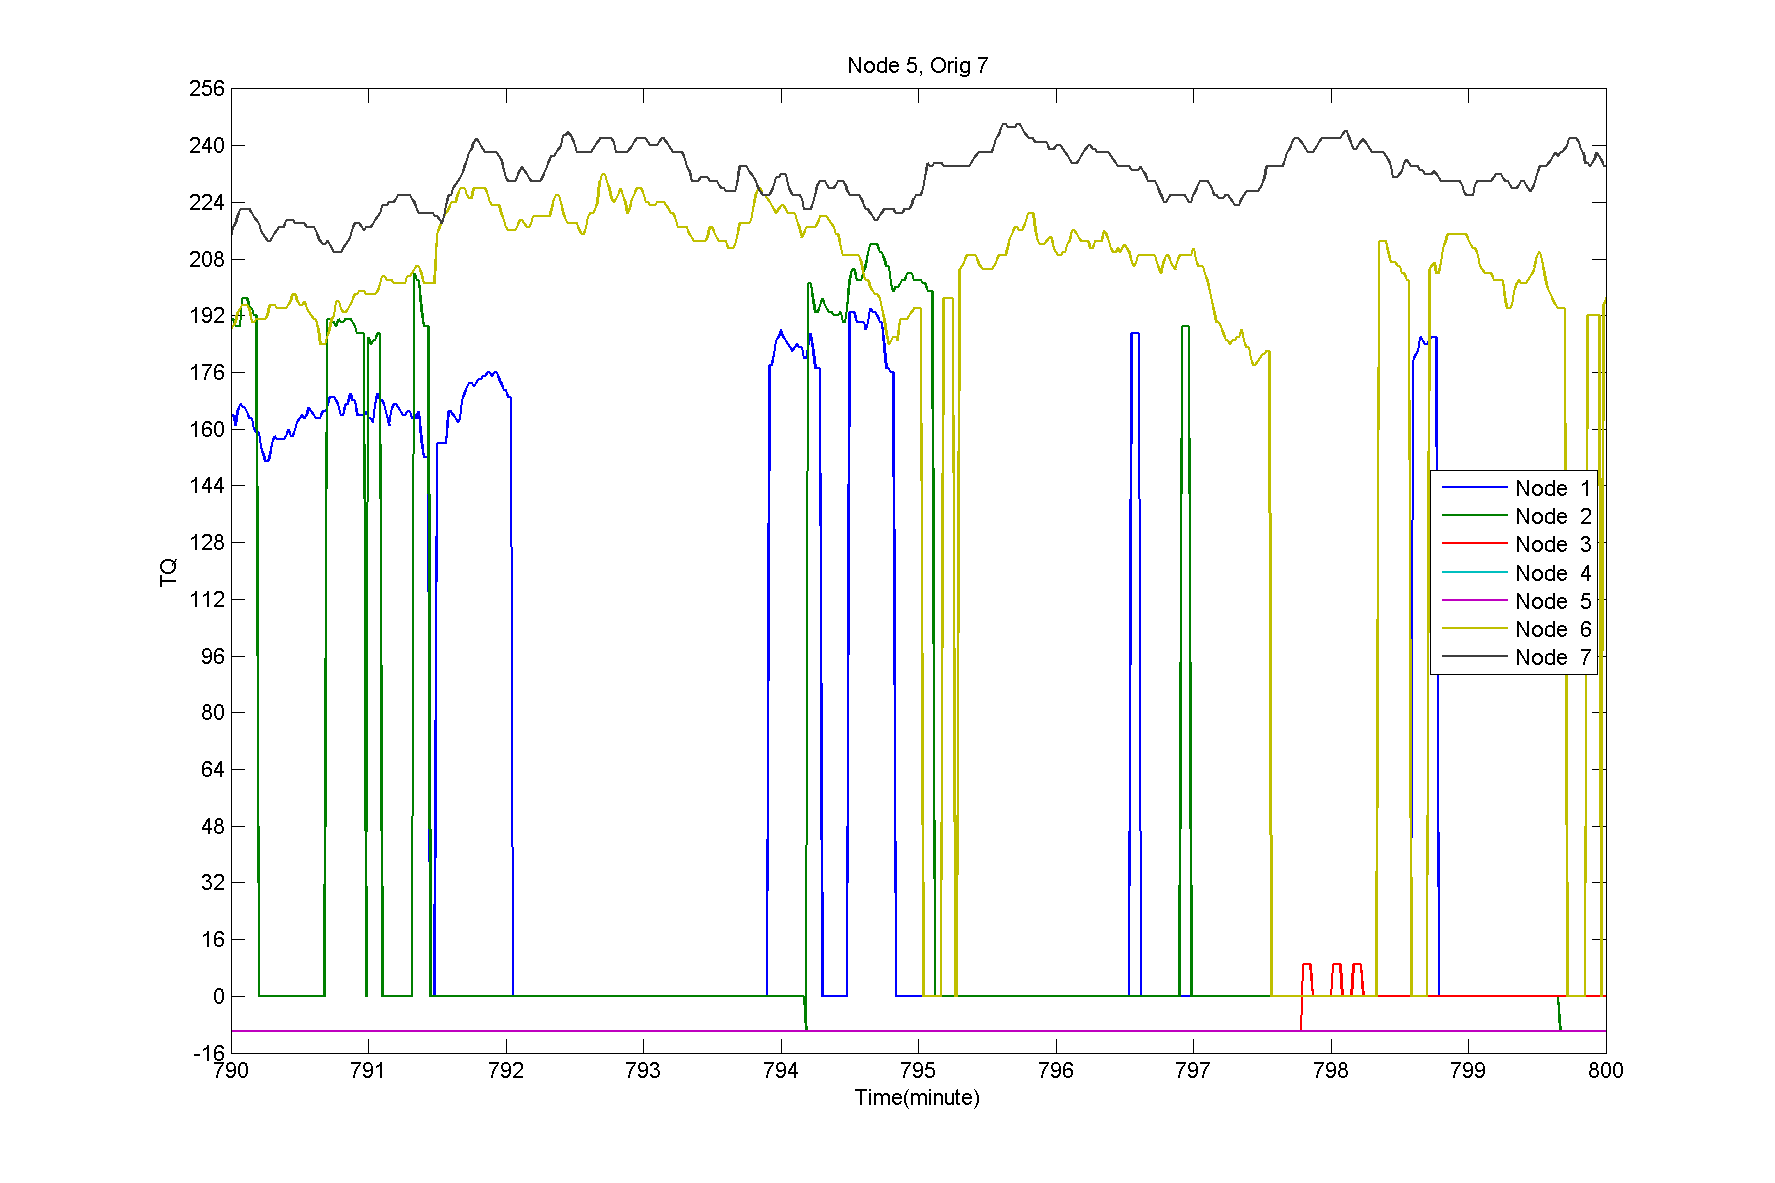 Node 5, Orig 7
256
240
224
208
192
176
160
144
128
112
96
80
64
48
32
16
0
-16
TQ
Node 1
Node 2
Node 3
Node 4
Node 5
Node 6
Node 7
790 791 792 793 794 795 796 797 798 799 800
Time(minute)